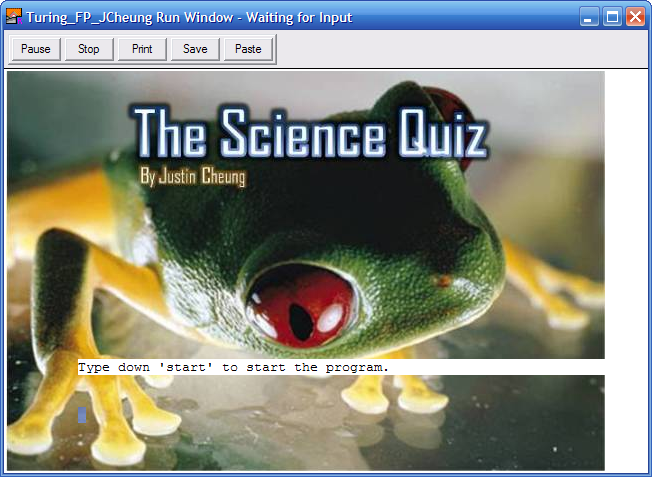 Turing_FP_JCheung Run Window - Waiting for Input
Pause Stop Print Save Paste
The Science Quiz
By Justin Cheung
Type down 'start' to start the program.